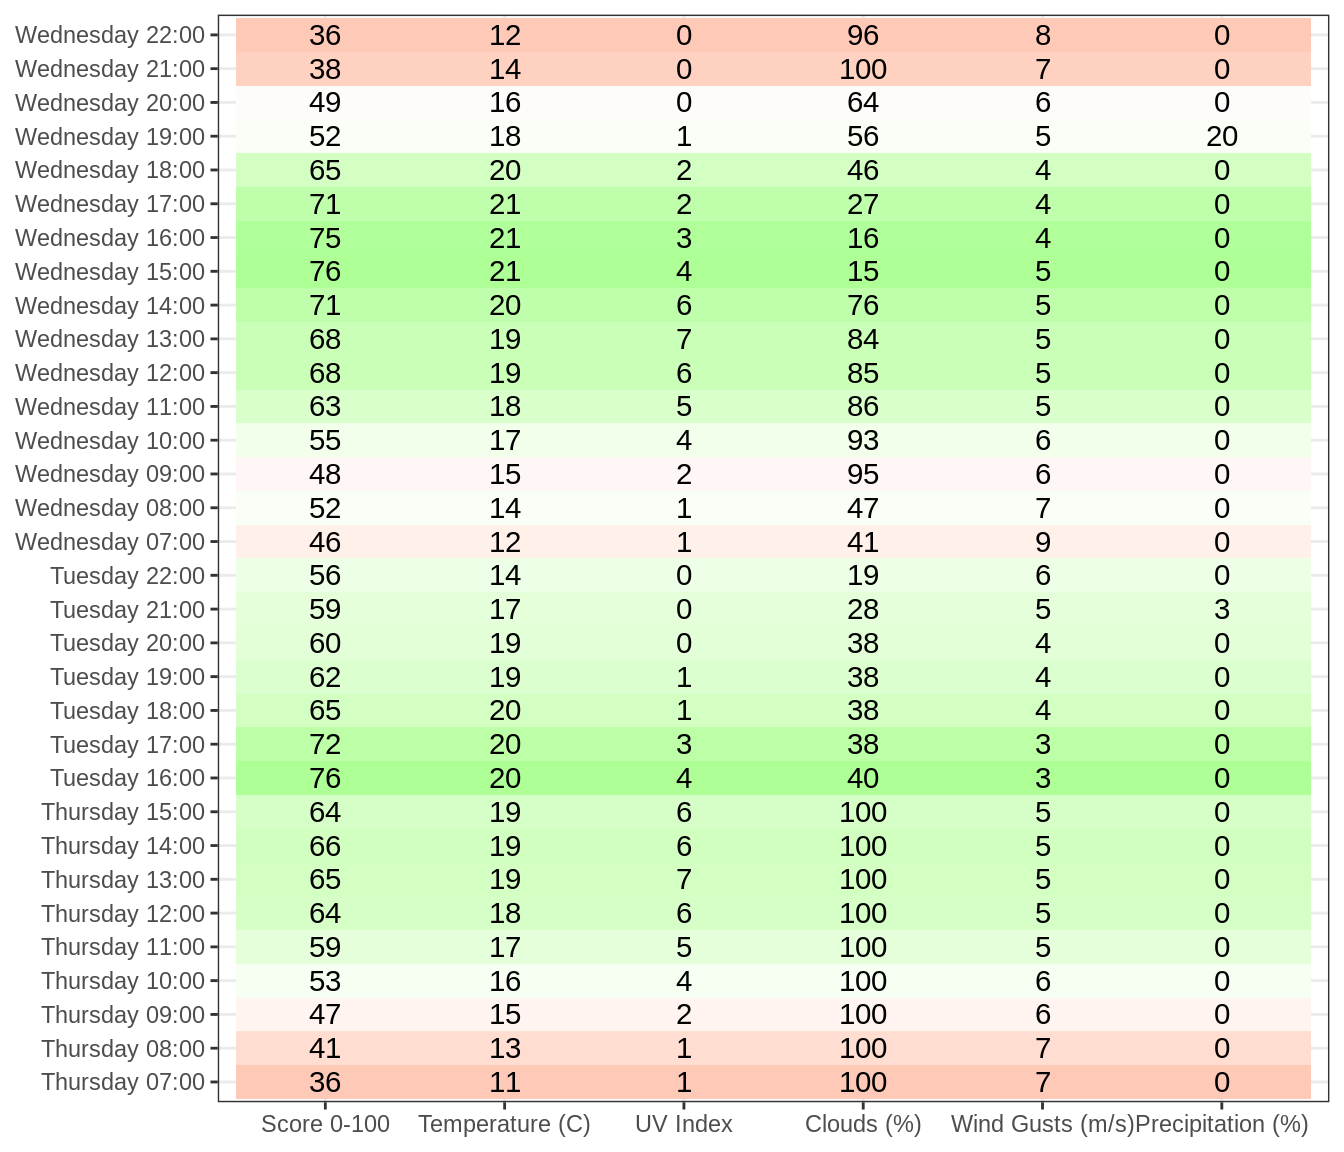 Wednesday 22:00 36 12 0 96 8 0
Wednesday 21:00 38 14 0 100 7 0
Wednesday 20:00 49 16 0 64 6 0
Wednesday 19:00 52 18 1 56 5 20
Wednesday 18:00 65 20 2 46 4 0
Wednesday 17:00 71 21 2 27 4 0
Wednesday 16:00 75 21 3 16 4 0
Wednesday 15:00 76 21 4 15 5 0
Wednesday 14:00 71 20 6 76 5 0
Wednesday 13:00 68 19 7 84 5 0
Wednesday 12:00 68 19 6 85 5 0
Wednesday 11:00 63 18 5 86 5 0
Wednesday 10:00 55 17 4 93 6 0
Wednesday 09:00 48 15 2 95 6 0
Wednesday 08:00 52 14 1 47 7 0
Wednesday 07:00 46 12 1 41 9 0
Tuesday 22:00 56 14 0 19 6 0
Tuesday 21:00 59 17 0 28 5 3
Tuesday 20:00 60 19 0 38 4 0
Tuesday 19:00 62 19 1 38 4 0
Tuesday 18:00 65 20 1 38 4 0
Tuesday 17:00 72 20 3 38 3 0
Tuesday 16:00 76 20 4 40 3 0
Thursday 15:00 64 19 6 100 5 0
Thursday 14:00 66 19 6 100 5 0
Thursday 13:00 65 19 7 100 5 0
Thursday 12:00 64 18 6 100 5 0
Thursday 11:00 59 17 5 100 5 0
Thursday 10:00 53 16 4 100 6 0
Thursday 09:00 47 15 2 100 6 0
Thursday 08:00 41 13 1 100 7 0
Thursday 07:00 36 11 1 100 7 0
Score 0-100 Temperature (C) UV Index Clouds (%) Wind Gusts (m/s) Precipitation (%)